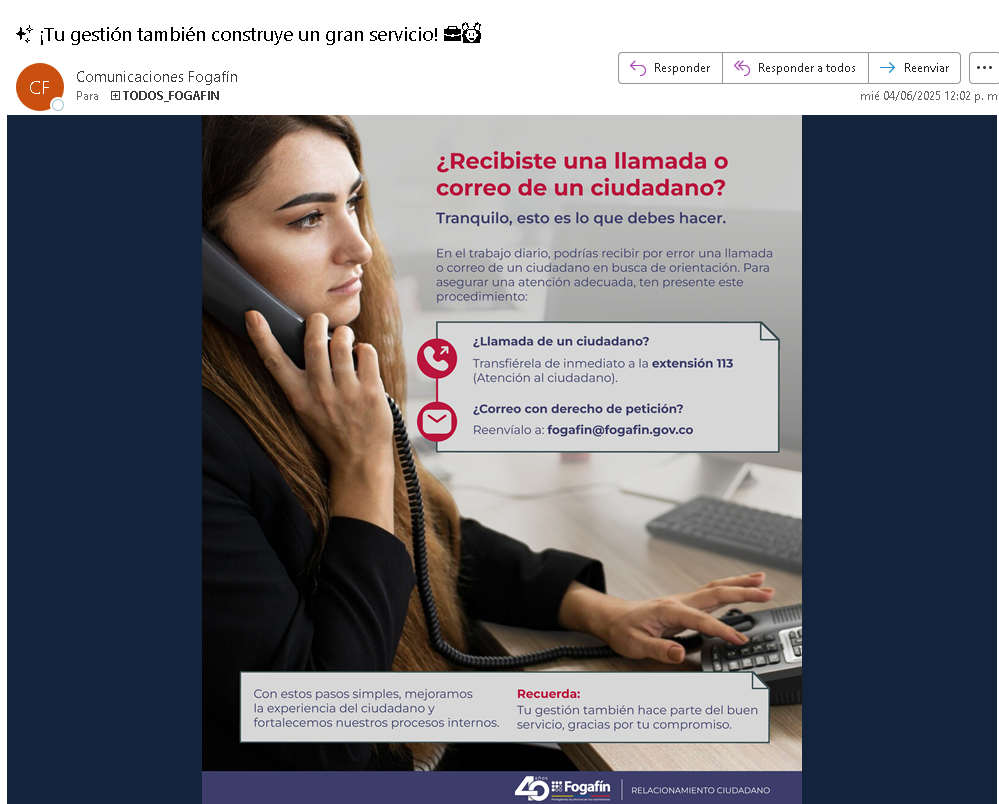 ¡Tu gestión también construye un gran servicio!
CF
Comunicaciones Fogafín
Para TODOS_FOGAFIN
Responder
Responder a todos
Reenviar
mié 04/06/2025 12:02 p. m
¿Recibiste una llamada o
correo de un ciudadano?
Tranquilo, esto es lo que debes hacer.
En el trabajo diario, podrías recibir por error una llamada
o correo de un ciudadano en busca de orientación. Para
asegurar una atención adecuada, ten presente este
procedimiento:
¿Llamada de un ciudadano?
Transfiérela de inmediato a la extensión 113
(Atención al ciudadano).
¿Correo con derecho de petición?
Reenvíalo a: fogafin@fogafin.gov.co
Con estos pasos simples, mejoramos
la experiencia del ciudadano y
fortalecemos nuestros procesos internos.
Recuerda:
Tu gestión también hace parte del buen
servicio, gracias por tu compromiso.
40 años
Fogafín
RELACIONAMIENTO CIUDADANO